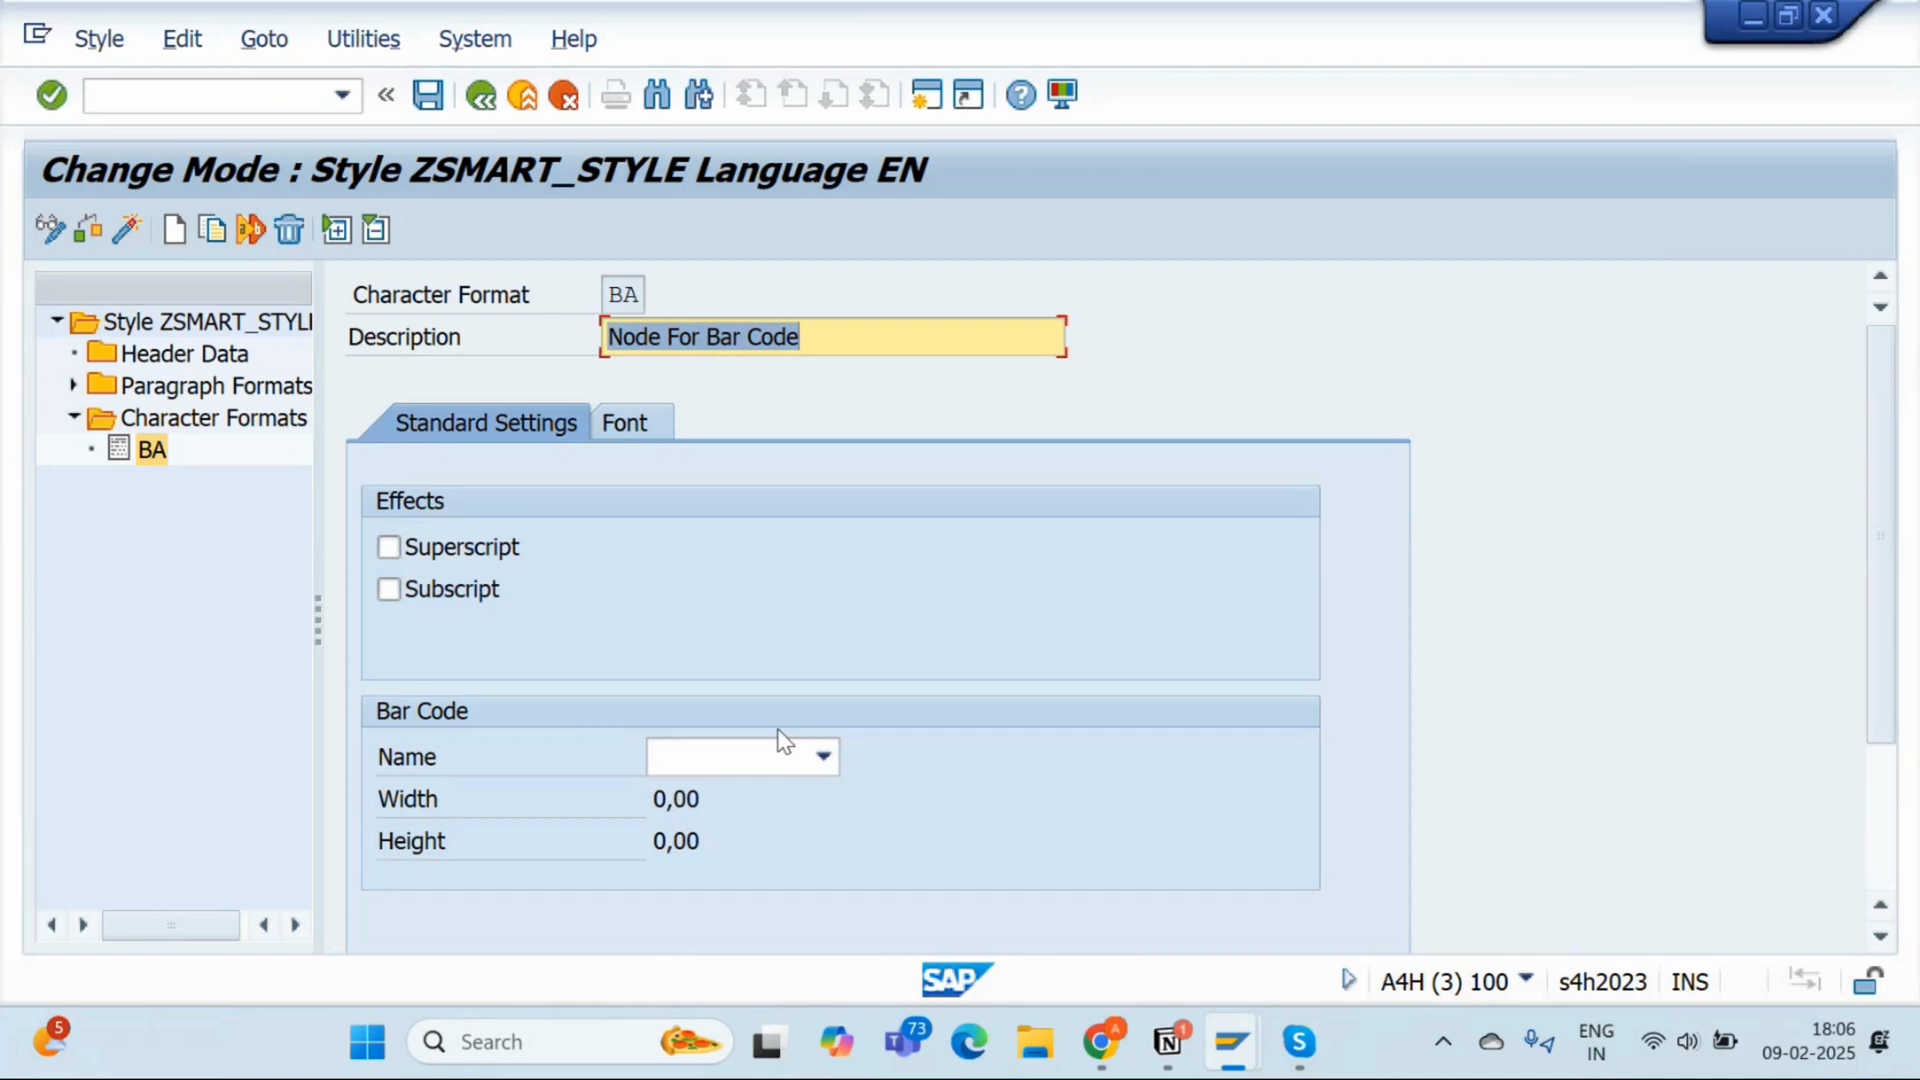 Style Edit Goto Utilities System Help
Change Mode : Style ZSMART_STYLE Language EN
Style ZSMART_STYL
Header Data
Paragraph Formats
Character Formats
BA
Character Format BA
Description Node For Bar Code
Standard Settings Font
Effects
Superscript
Subscript
Bar Code
Name
Width 0,00
Height 0,00
SAP
A4H (3) 100 s4h2023 INS
5
Search
73
A
1
ENG
IN
18:06
09-02-2025